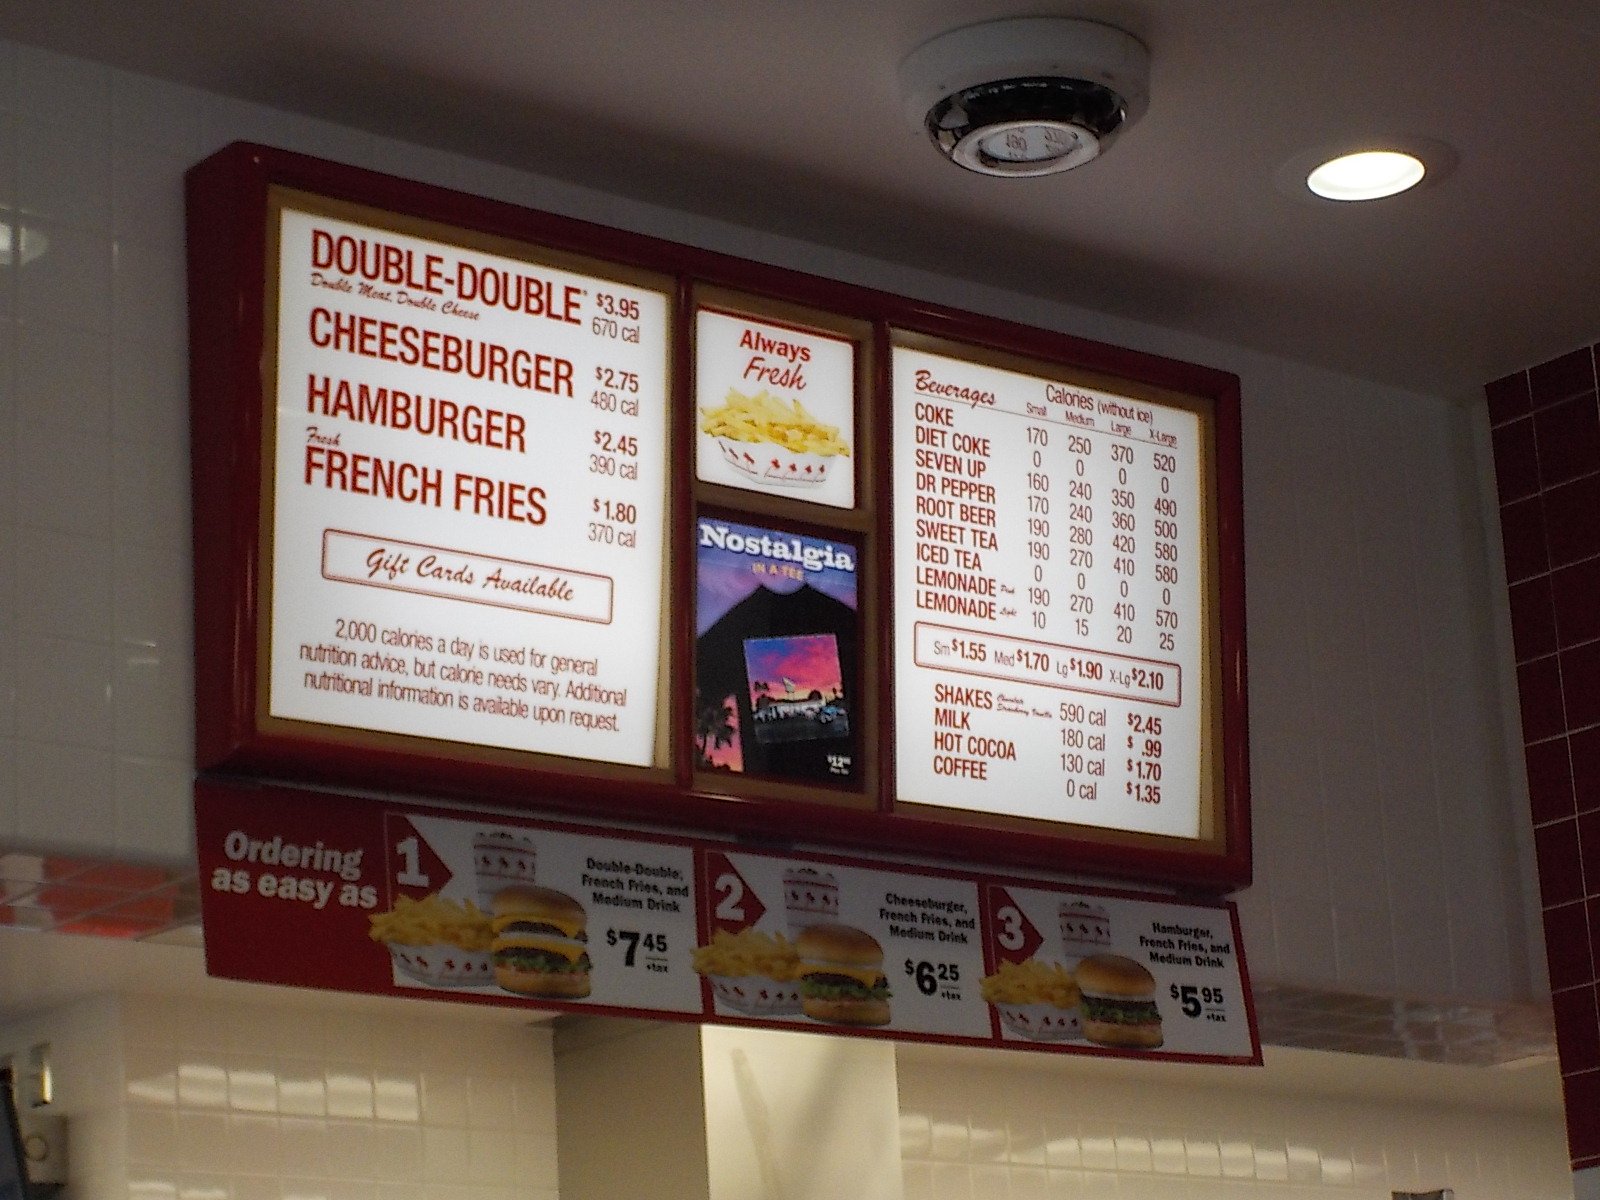 DOUBLE-DOUBLE $3.95
Double Meat, Double Cheese 670 cal
CHEESEBURGER $2.75
480 cal
HAMBURGER $2.45
390 cal
Fresh
FRENCH FRIES $1.80
370 cal
Gift Cards Available
2,000 calories a day is used for general
nutrition advice, but calorie needs vary. Additional
nutritional information is available upon request.
Always
Fresh
Nostalgia
IN A TEE
$12
Beverages Calories (without ice)
Small Medium Large X-Large
COKE 170 250 370 520
DIET COKE 0 0 0 0
SEVEN UP 160 240 350 490
DR PEPPER 170 240 360 500
ROOT BEER 190 280 420 580
SWEET TEA 190 270 410 580
ICED TEA 0 0 0 0
LEMONADE Pink 190 270 410 570
LEMONADE Light 10 15 20 25
Sm $1.55 Med $1.70 Lg $1.90 X-Lg $2.10
SHAKES Chocolate Strawberry, Vanilla 590 cal $2.45
MILK 180 cal $ .99
HOT COCOA 130 cal $1.70
COFFEE 0 cal $1.35
Ordering
as easy as
1
Double-Double,
French Fries, and
Medium Drink
$7.45
+tax
2
Cheeseburger,
French Fries, and
Medium Drink
$6.25
+tax
3
Hamburger,
French Fries, and
Medium Drink
$5.95
+tax